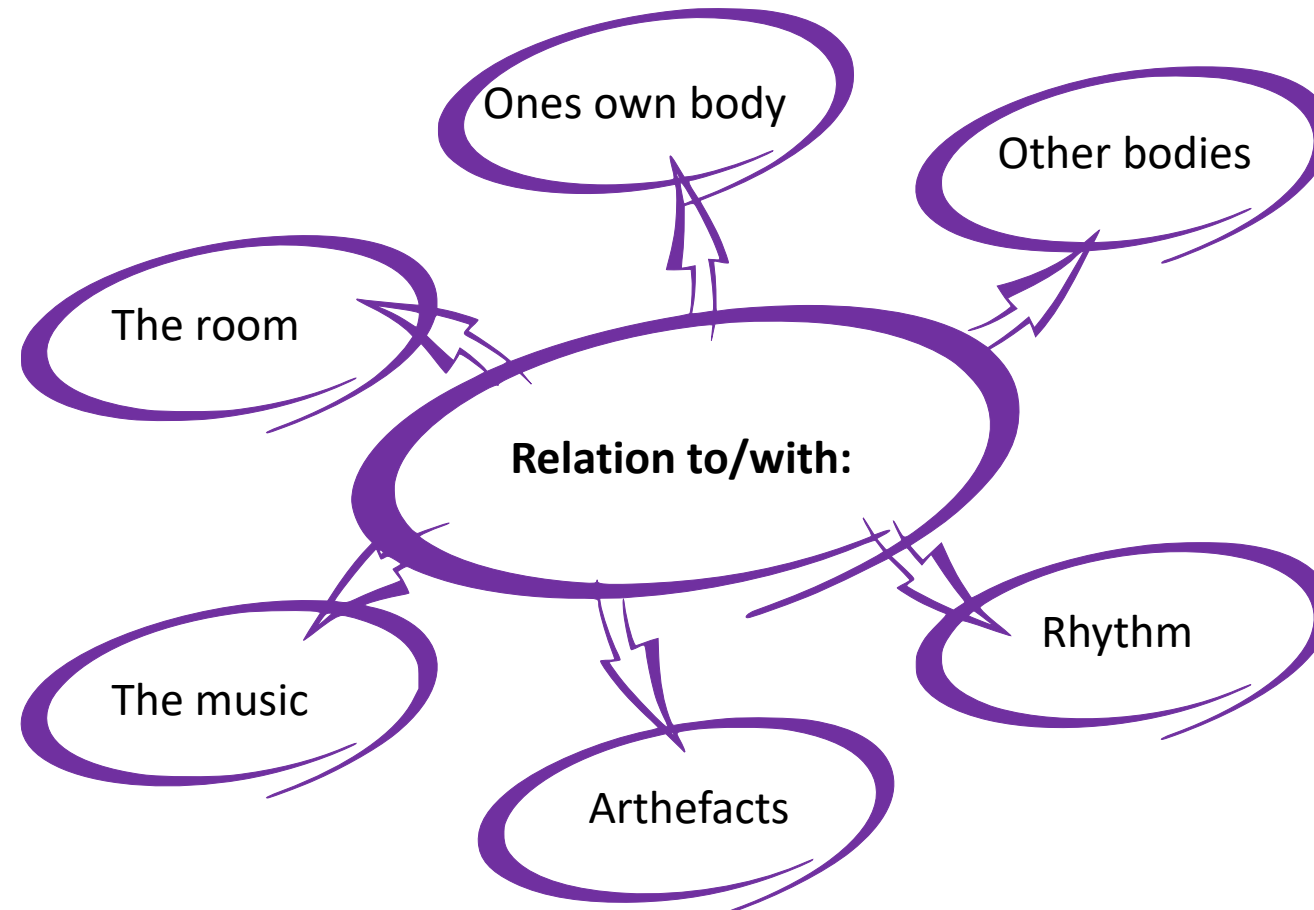 Ones own body
Other bodies
The room
Relation to/with:
Rhythm
The music
Arthefacts